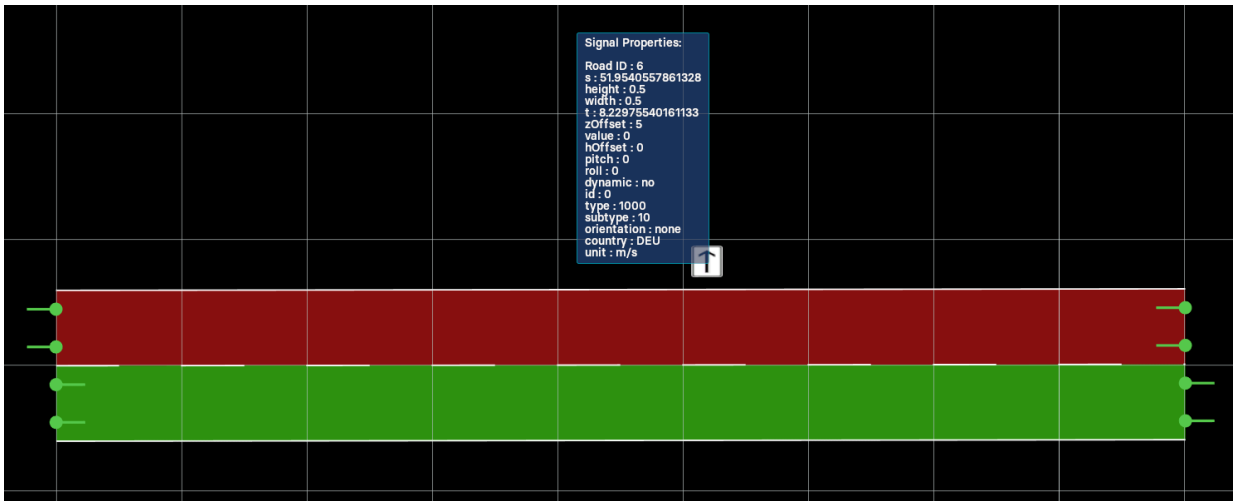 Signal Properties:
Road ID : 6
s : 51.9540557861328
height : 0.5
width : 0.5
t : 8.22975540161133
zOffset : 5
value : 0
hOffset : 0
pitch : 0
roll : 0
dynamic : no
id : 0
type : 1000
subtype : 10
orientation : none
country : DEU
unit : m/s